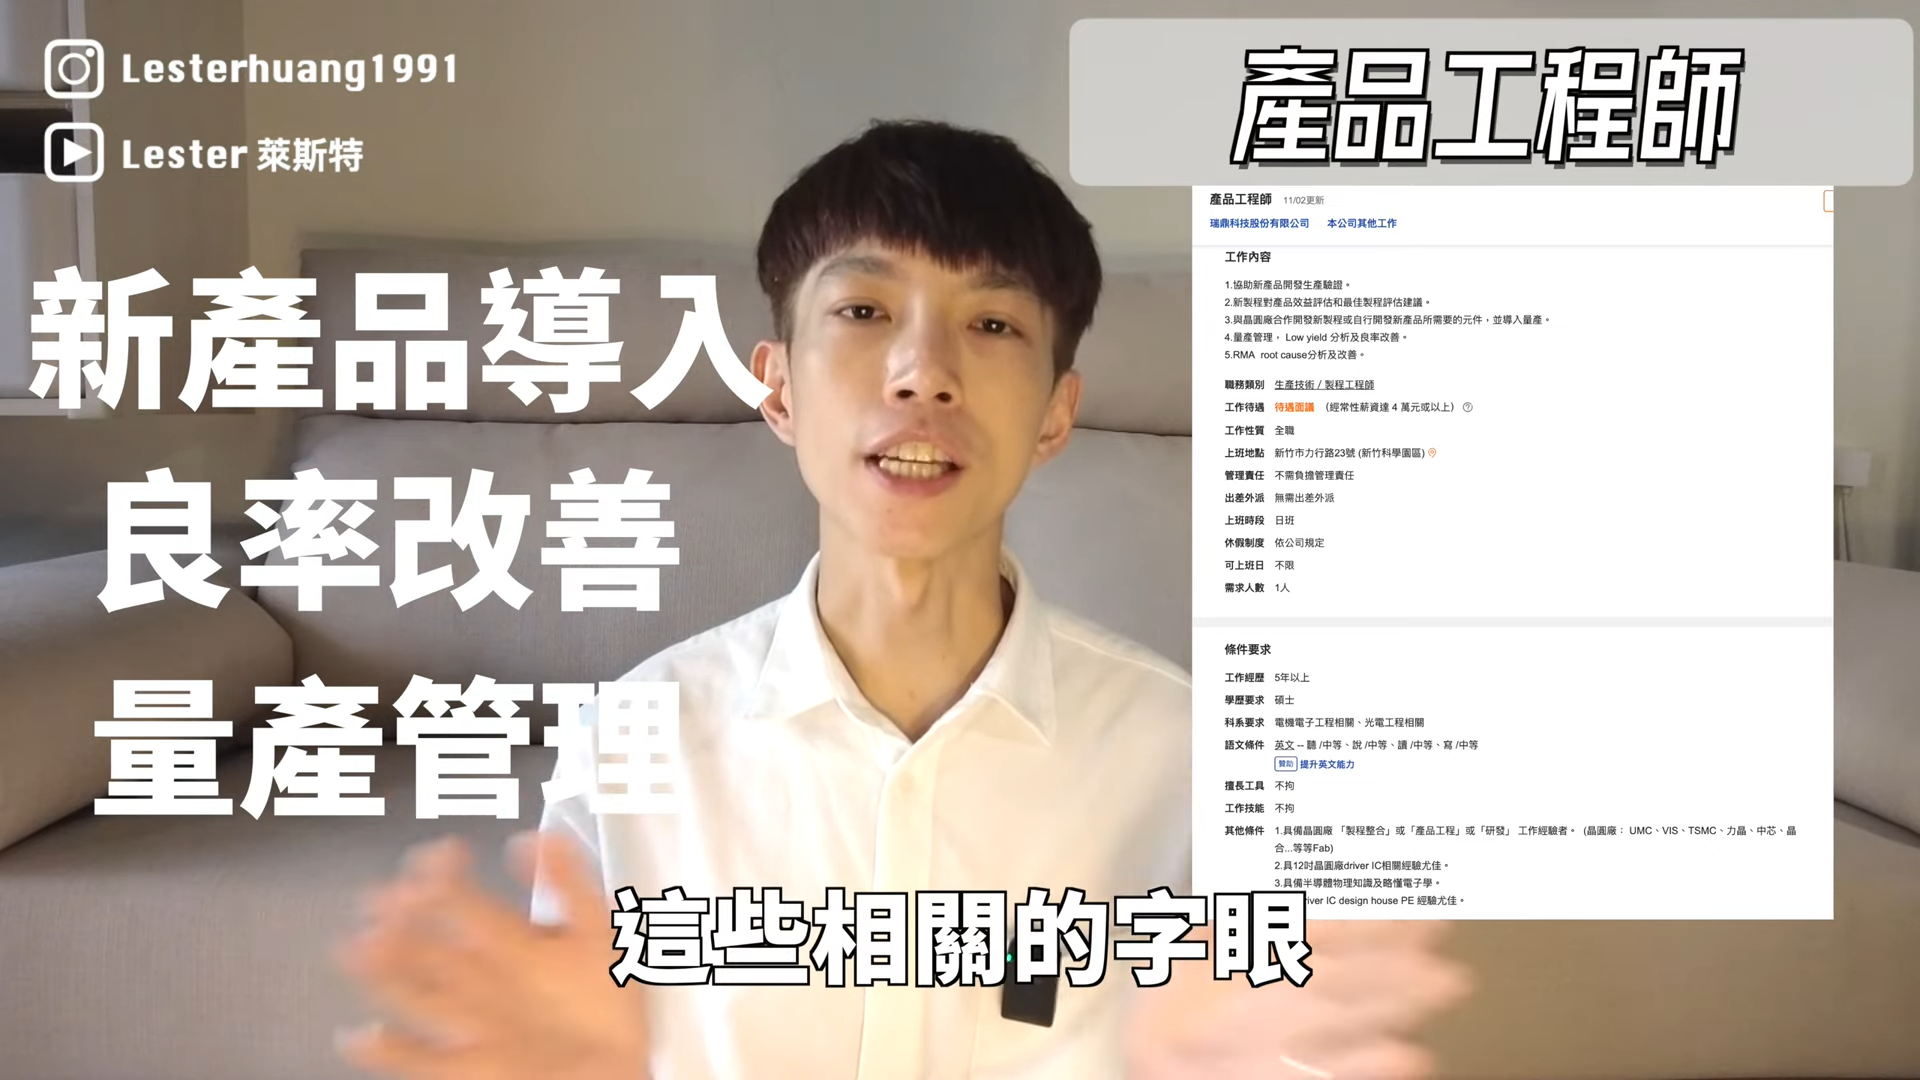 Lesterhuang1991
Lester 萊斯特
產品工程師
新產品導入
良率改善
量產管理
產品工程師 11/02更新
瑞鼎科技股份有限公司 本公司其他工作
工作內容
1.協助新產品開發生產驗證。
2.新製程對產品效益評估和最佳製程評估建議。
3.與晶圓廠合作開發新製程或自行開發新產品所需要的元件，並導入量產。
4.量產管理， Low yield 分析及良率改善。
5.RMA root cause分析及改善。
職務類別 生產技術 / 製程工程師
工作待遇 待遇面議 （經常性薪資達 4 萬元或以上）
工作性質 全職
上班地點 新竹市力行路23號 (新竹科學園區)
管理責任 不需負擔管理責任
出差外派 無需出差外派
上班時段 日班
休假制度 依公司規定
可上班日 不限
需求人數 1人
條件要求
工作經歷 5年以上
學歷要求 碩士
科系要求 電機電子工程相關、光電工程相關
語文條件 英文 -- 聽 /中等、說 /中等、讀 /中等、寫 /中等
贊助 提升英文能力
擅長工具 不拘
工作技能 不拘
其他條件 1.具備晶圓廠 「製程整合」或「產品工程」或「研發」 工作經驗者。 (晶圓廠： UMC、VIS、TSMC、力晶、中芯、晶
合...等等Fab)
2.具12吋晶圓廠driver IC相關經驗尤佳。
3.具備半導體物理知識及略懂電子學。
iver IC design house PE 經驗尤佳。
這些相關的字眼